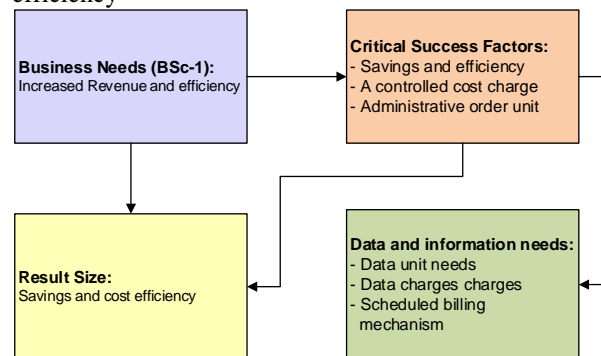 efficiency
Business Needs (BSc-1):
Increased Revenue and efficiency
Critical Success Factors:
- Savings and efficiency
- A controlled cost charge
- Administrative order unit
Result Size:
Savings and cost efficiency
Data and information needs:
- Data unit needs
- Data charges charges
- Scheduled billing
mechanism